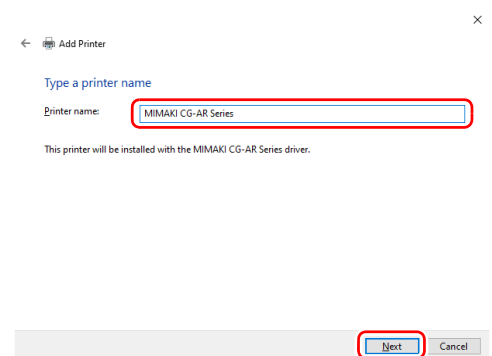 Add Printer
Type a printer name
Printer name: MIMAKI CG-AR Series
This printer will be installed with the MIMAKI CG-AR Series driver.
Next Cancel